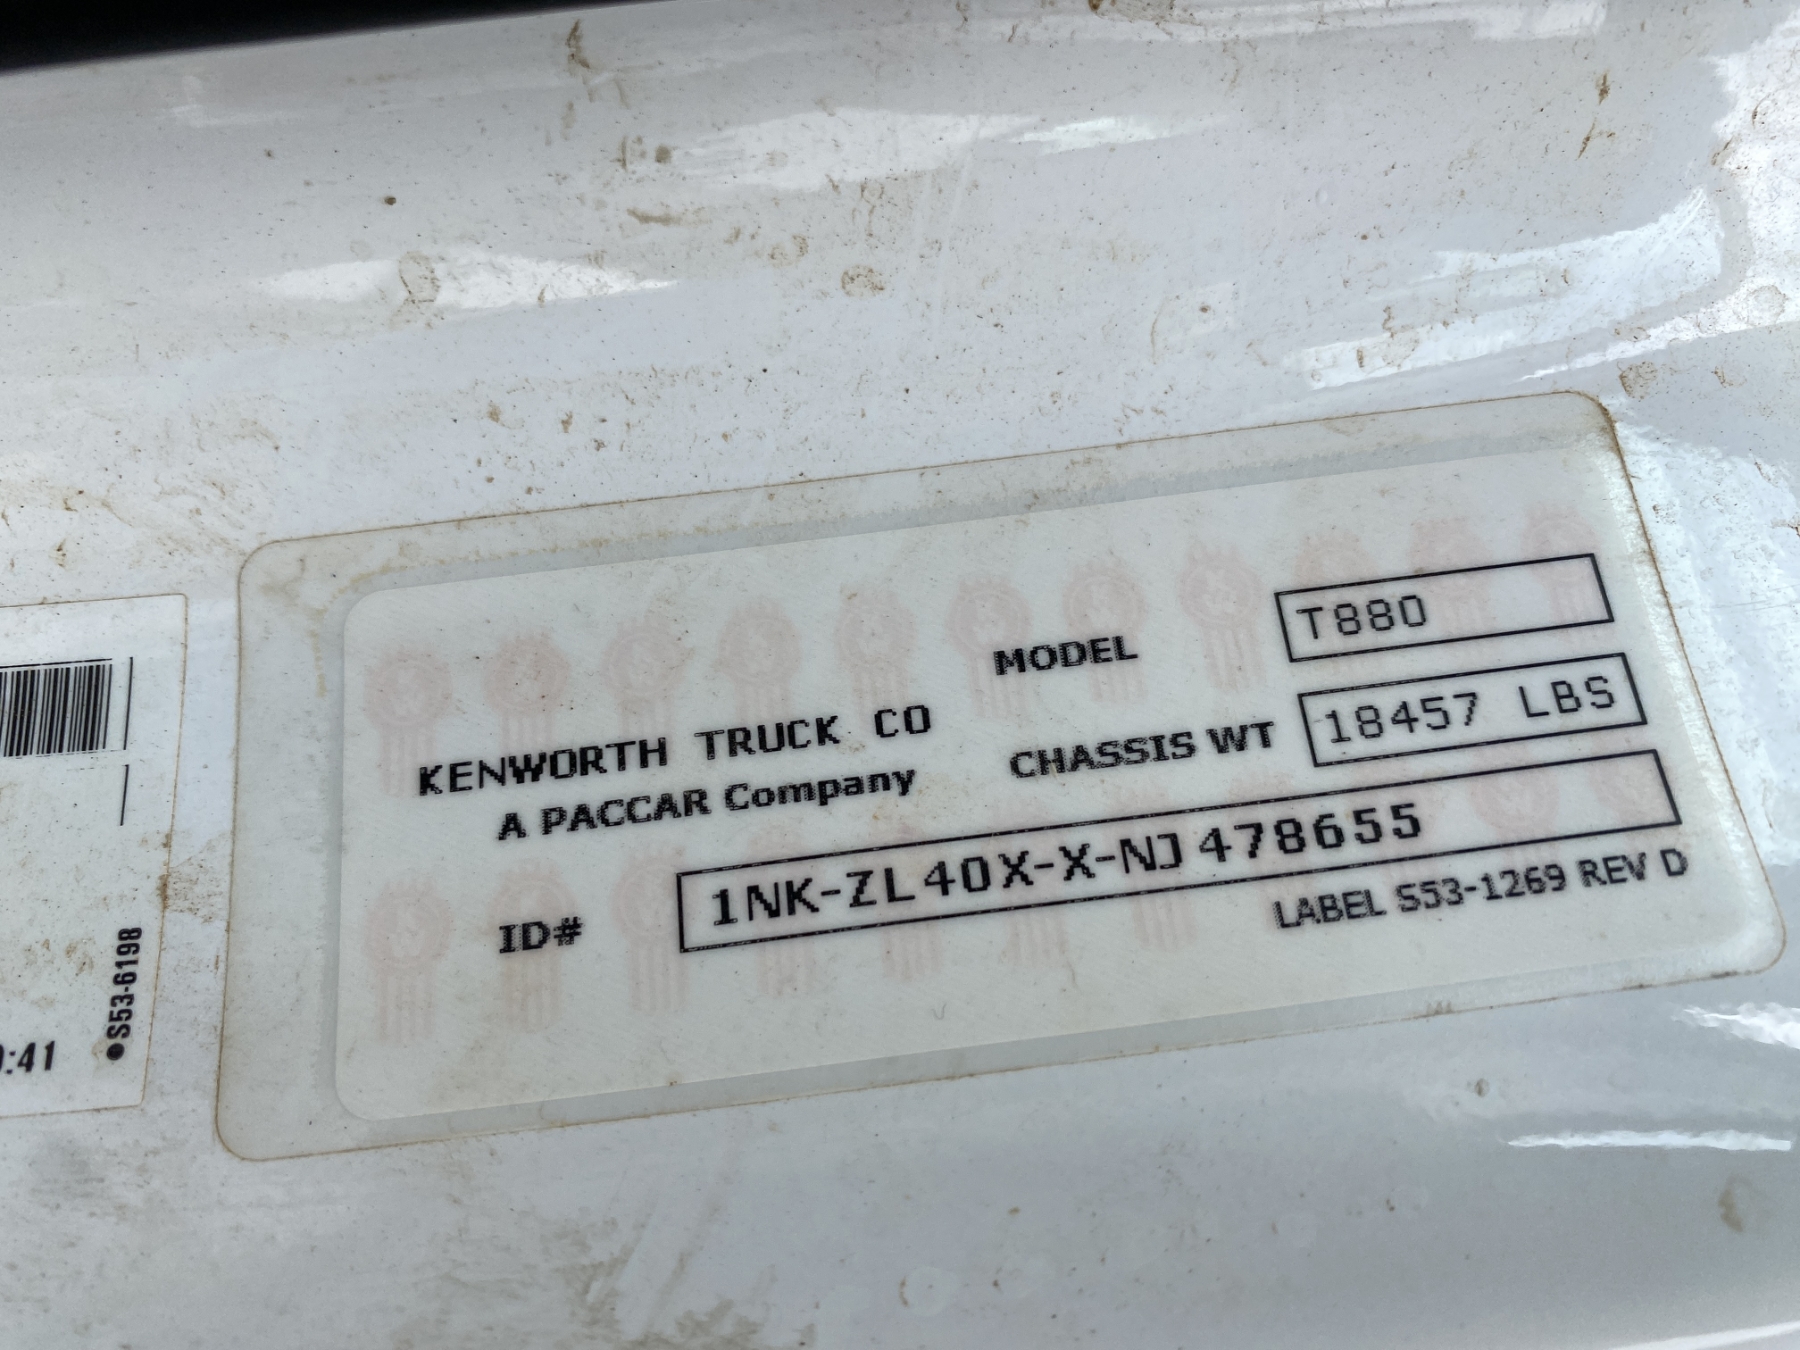 MODEL T880
KENWORTH TRUCK CO
CHASSIS WT 18457 LBS
A PACCAR Company
ID# 1NK-ZL40X-X-NJ478655
LABEL S53-1269 REV D
●S53-6198
:41